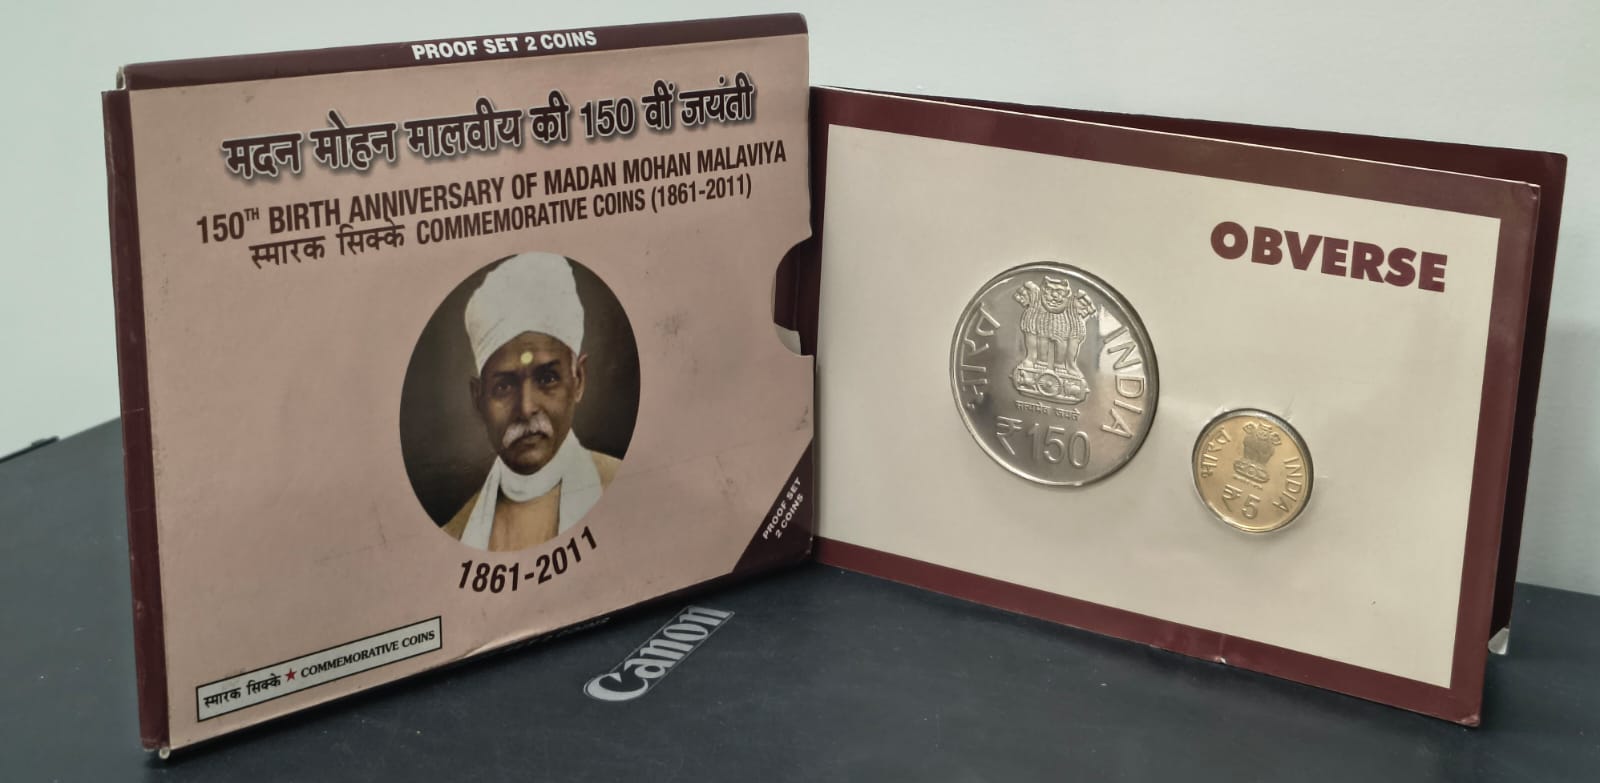 PROOF SET 2 COINS
मदन मोहन मालवीय की 150 वीं जयंती
150TH BIRTH ANNIVERSARY OF MADAN MOHAN MALAVIYA
स्मारक सिक्के COMMEMORATIVE COINS (1861-2011)
1861-2011
PROOF SET
2 COINS
स्मारक सिक्के ★ COMMEMORATIVE COINS
Canon
OBVERSE
भारत
INDIA
सत्यमेव जयते
₹ 150
भारत
INDIA
₹ 5